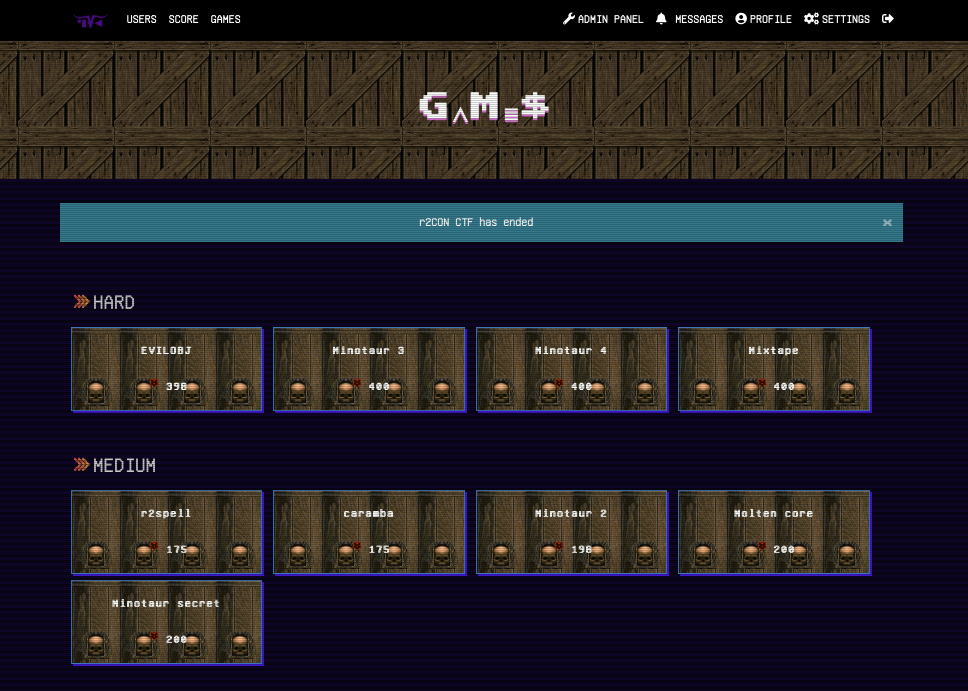 USERS SCORE GAMES ADMIN PANEL MESSAGES PROFILE SETTINGS
G^M≡$
r2CON CTF has ended ×
HARD
EVILOBJ Minotaur 3 Minotaur 4 Mixtape
398 400 400 400
MEDIUM
r2spell caramba Minotaur 2 Molten core
175 175 198 200
Minotaur secret
200